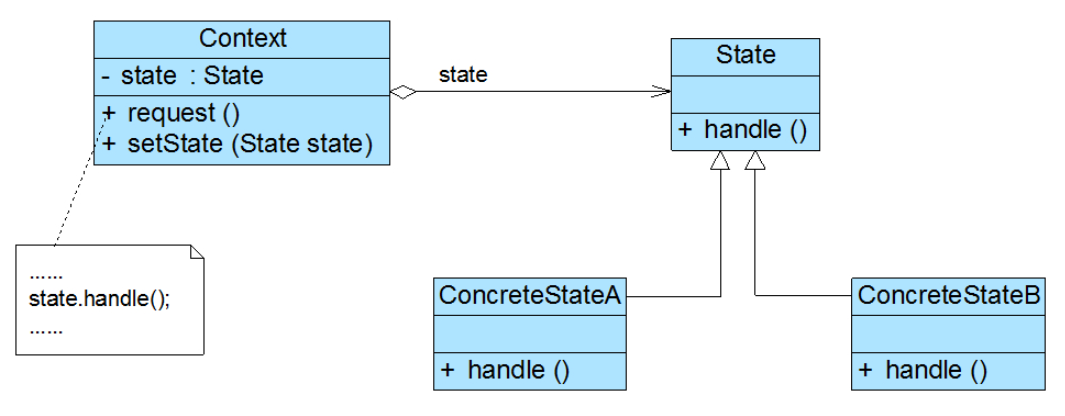 Context
- state : State
+ request ()
+ setState (State state)
state
State
+ handle ()
......
state.handle();
......
ConcreteStateA
+ handle ()
ConcreteStateB
+ handle ()